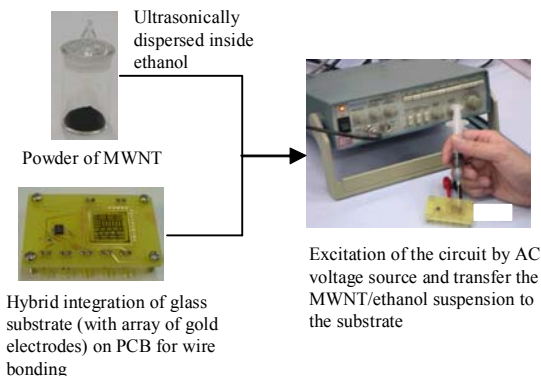 Ultrasonically
dispersed inside
ethanol
Powder of MWNT
Hybrid integration of glass
substrate (with array of gold
electrodes) on PCB for wire
bonding
Excitation of the circuit by AC
voltage source and transfer the
MWNT/ethanol suspension to
the substrate